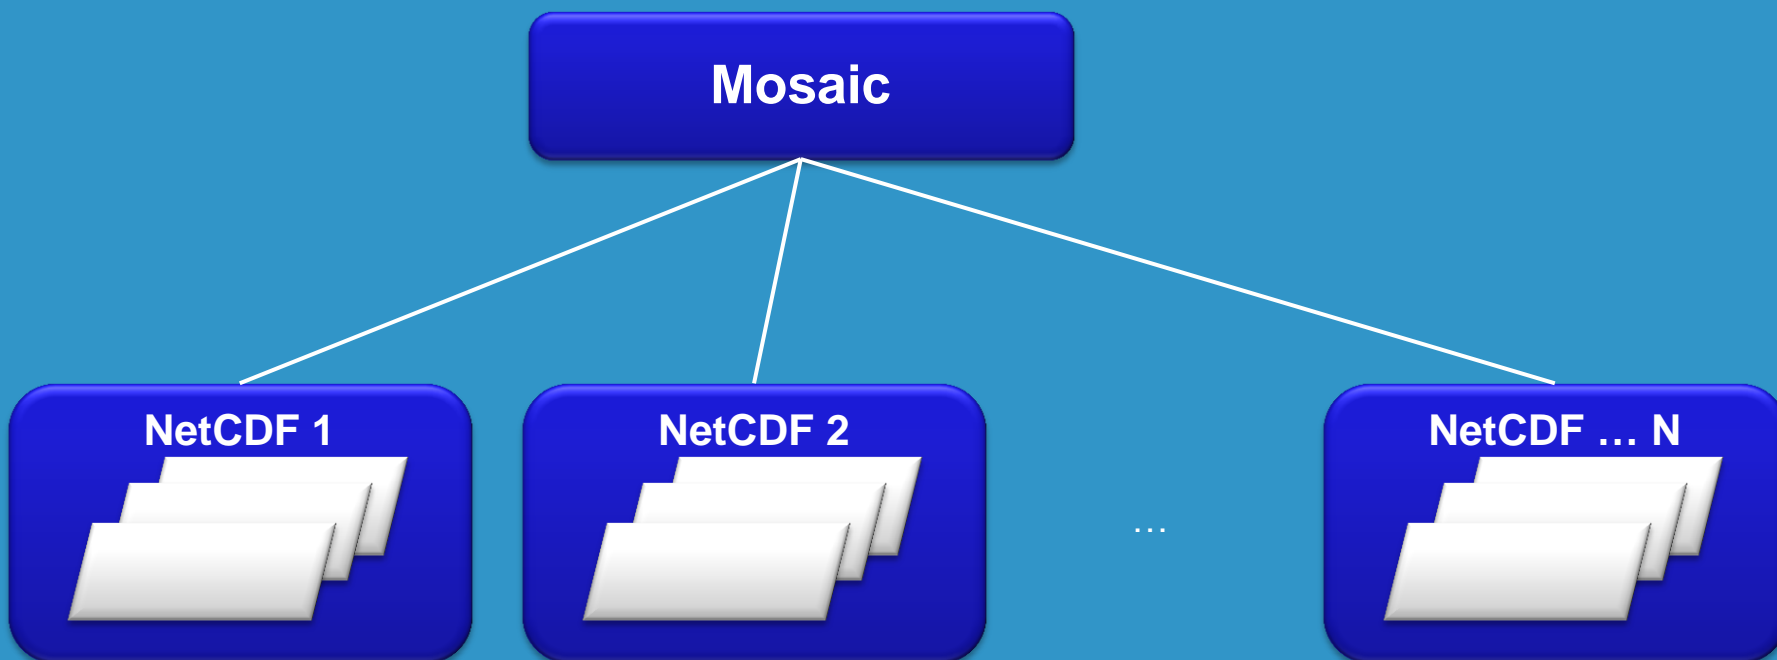 Mosaic
NetCDF 1
NetCDF 2
NetCDF … N
…